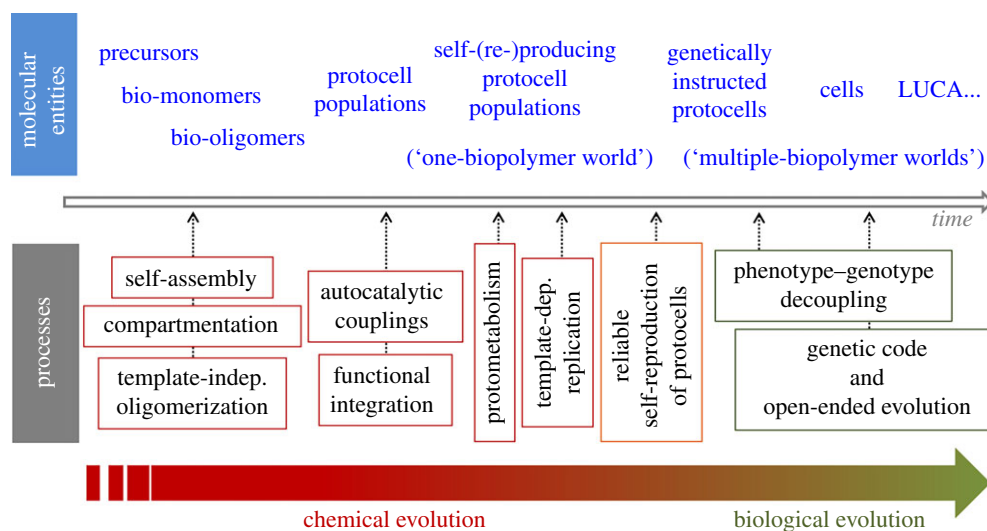 molecular
entities
precursors
bio-monomers
bio-oligomers
protocell
populations
self-(re-)producing
protocell
populations
(‘one-biopolymer world’)
genetically
instructed
protocells
cells
LUCA...
(‘multiple-biopolymer worlds’)
time
processes
self-assembly
compartmentation
template-indep.
oligomerization
autocatalytic
couplings
functional
integration
protometabolism
template-dep.
replication
reliable
self-reproduction
of protocells
phenotype–genotype
decoupling
genetic code
and
open-ended evolution
chemical evolution
biological evolution